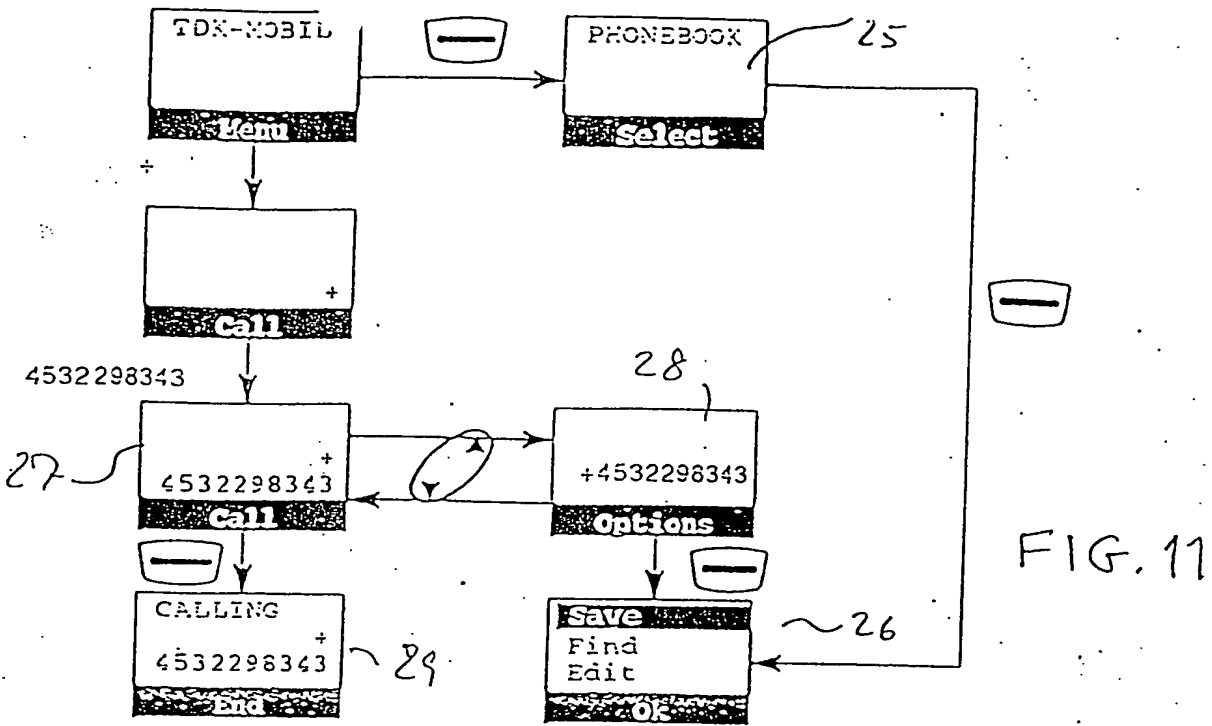 TDK-MOBIL
Menu
PHONEBOOK
Select
25
+
+
Call
4532298343
27
+
4532298343
Call
28
+4532298343
Options
CALLING
+
4532298343
End
29
Save
Find
Edit
Ok
26
FIG. 11